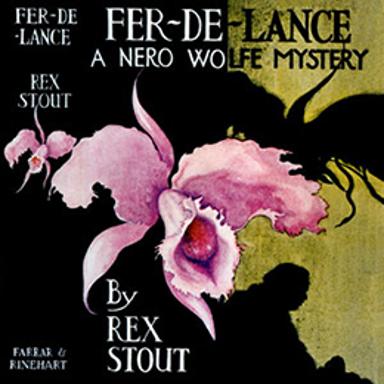 FER-DE
-LANCE
REX
STOUT
FARRAR &
RINEHART
FER-DE-LANCE
A NERO WOLFE MYSTERY
By
REX
STOUT